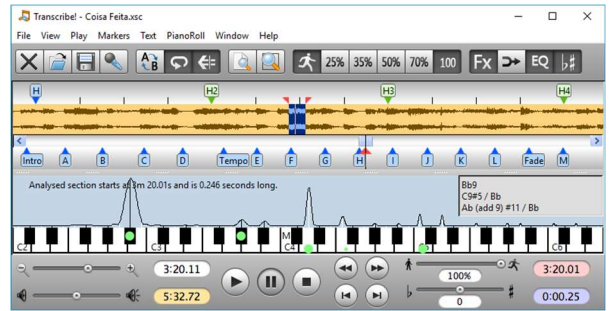 Transcribe! - Coisa Feita.xsc
File View Play Markers Text PianoRoll Window Help
A B 25% 35% 50% 70% 100 Fx EQ b#
H H2 H3 H4
Intro A B C D Tempo E F G H I J K L Fade M
Analysed section starts at 3m 20.01s and is 0.246 seconds long.
Bb9
C9#5 / Bb
Ab (add 9) #11 / Bb
C2 C3 M C4 C6
3:20.11 100% 3:20.01
5:32.72 b 0 # 0:00.25